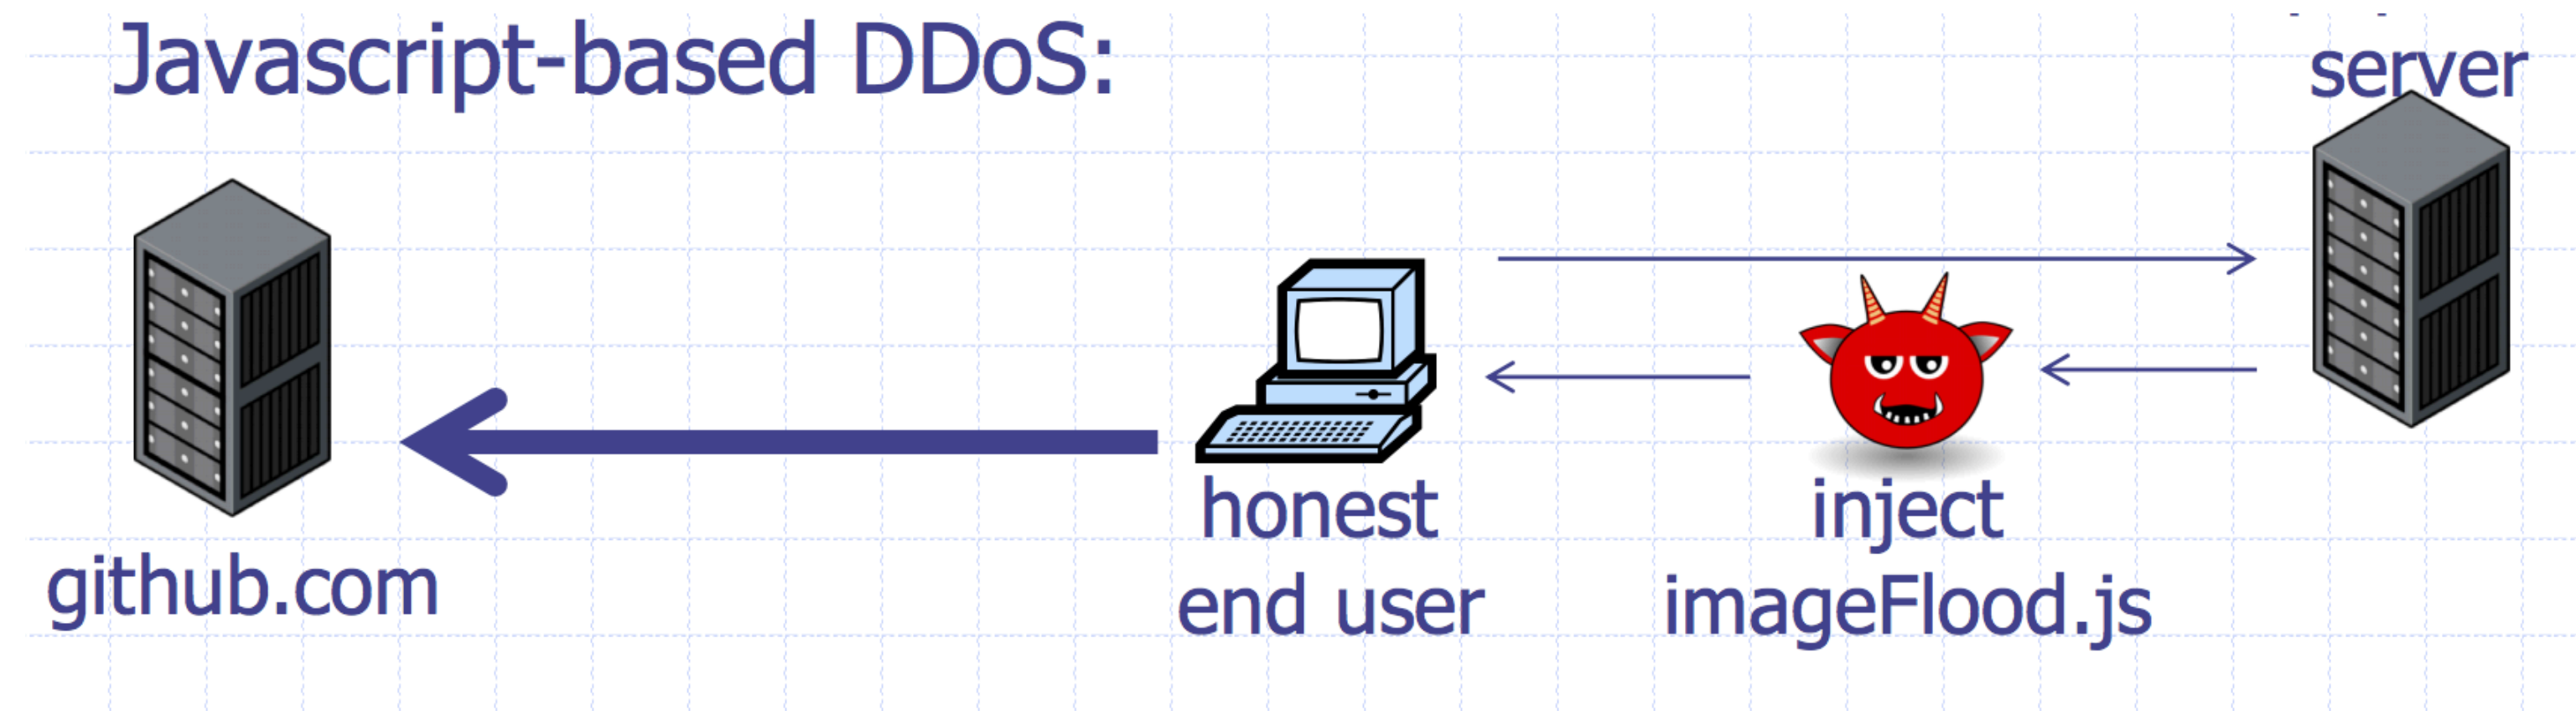 Javascript-based DDoS:
server
github.com
honest
end user
inject
imageFlood.js